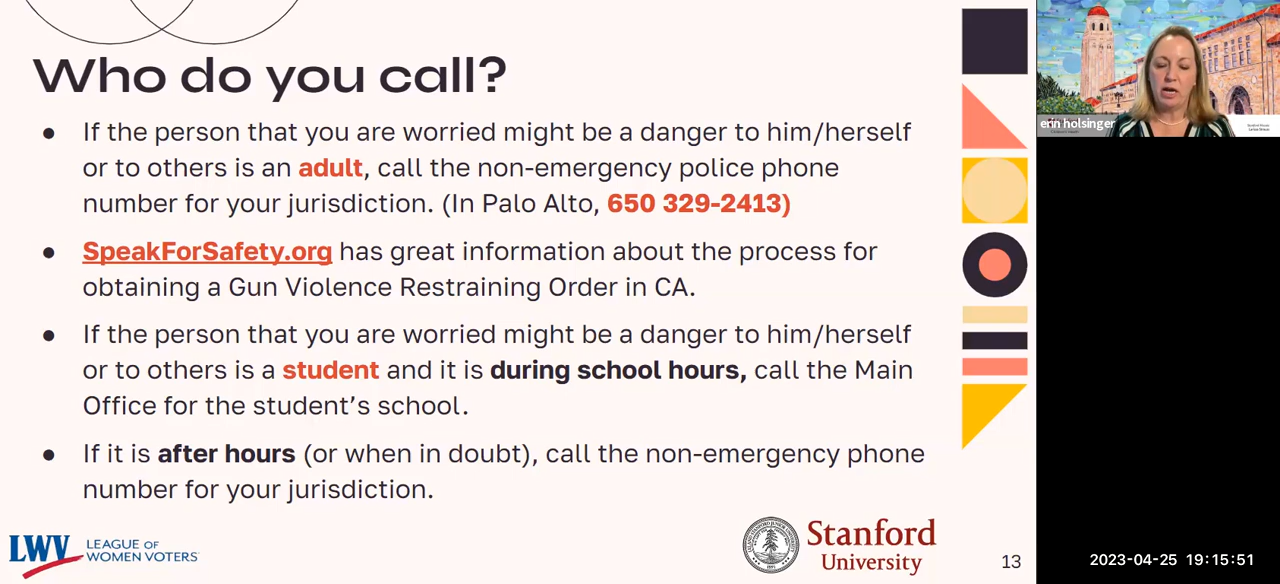 Who do you call?
● If the person that you are worried might be a danger to him/herself
or to others is an adult, call the non-emergency police phone
number for your jurisdiction. (In Palo Alto, 650 329-2413)
● SpeakForSafety.org has great information about the process for
obtaining a Gun Violence Restraining Order in CA.
● If the person that you are worried might be a danger to him/herself
or to others is a student and it is during school hours, call the Main
Office for the student’s school.
● If it is after hours (or when in doubt), call the non-emergency phone
number for your jurisdiction.
LWV LEAGUE OF
WOMEN VOTERS
Stanford
University
13
erin holsinger
2023-04-25 19:15:51